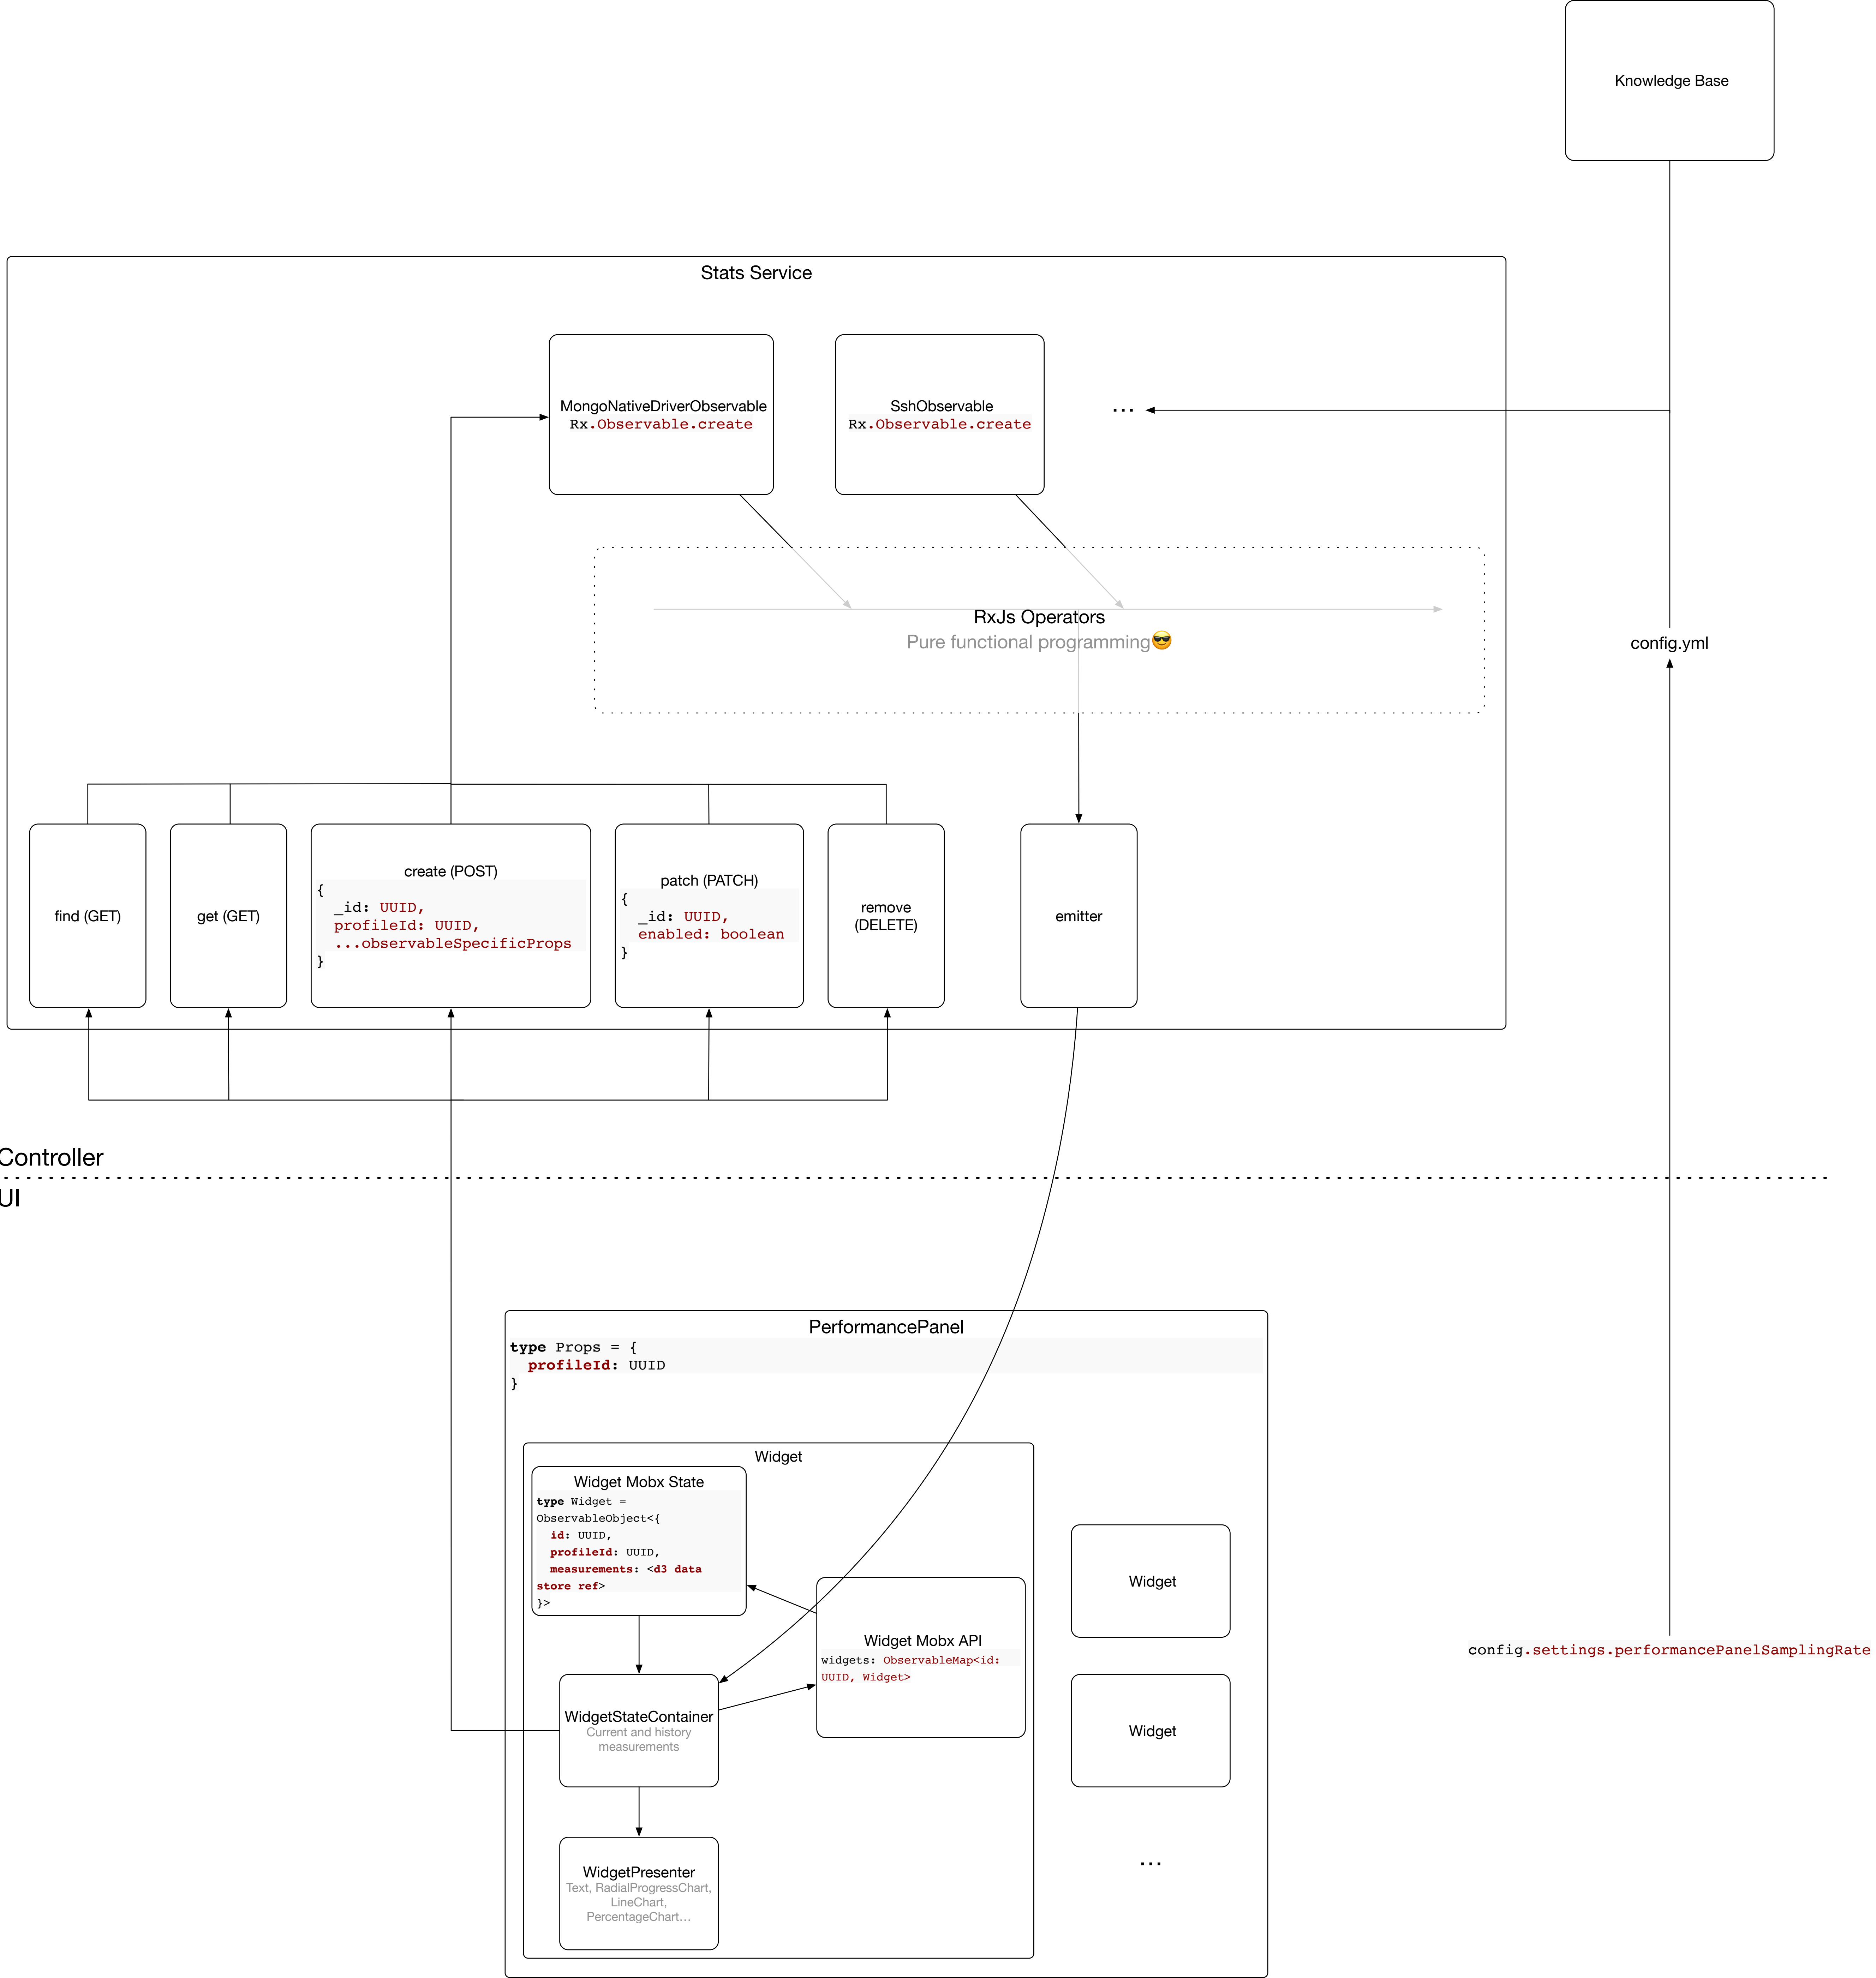 Knowledge Base
Stats Service
MongoNativeDriverObservable
Rx.Observable.create
SshObservable
Rx.Observable.create
...
RxJs Operators
Pure functional programming😎
config.yml
find (GET)
get (GET)
create (POST)
{
  _id: UUID,
  profileId: UUID,
  ...observableSpecificProps
}
patch (PATCH)
{
  _id: UUID,
  enabled: boolean
}
remove
(DELETE)
emitter
Controller
UI
PerformancePanel
type Props = {
  profileId: UUID
}
Widget
Widget Mobx State
type Widget =
ObservableObject<{
  id: UUID,
  profileId: UUID,
  measurements: <d3 data
store ref>
}>
Widget Mobx API
widgets: ObservableMap<id:
UUID, Widget>
WidgetStateContainer
Current and history
measurements
WidgetPresenter
Text, RadialProgressChart,
LineChart,
PercentageChart…
Widget
Widget
...
config.settings.performancePanelSamplingRate